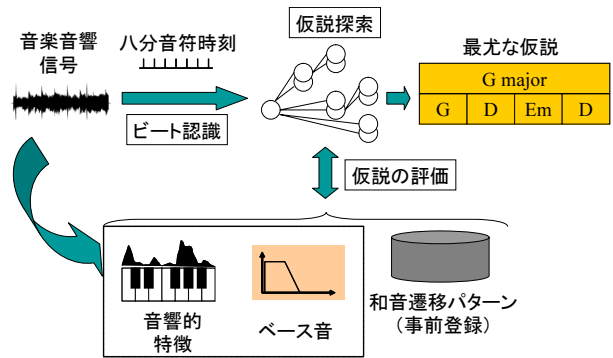 音楽音響
信号
八分音符時刻
ビート認識
仮説探索
最尤な仮説
G major
G D Em D
仮説の評価
音響的
特徴
ベース音
和音遷移パターン
（事前登録）